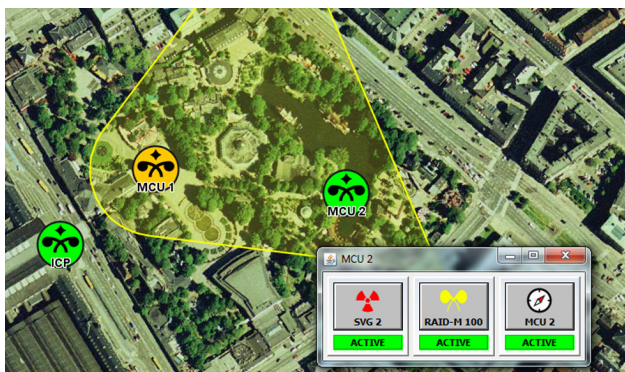 MCU 1
MCU 2
ICP
MCU 2
SVG 2
RAID-M 100
MCU 2
ACTIVE
ACTIVE
ACTIVE